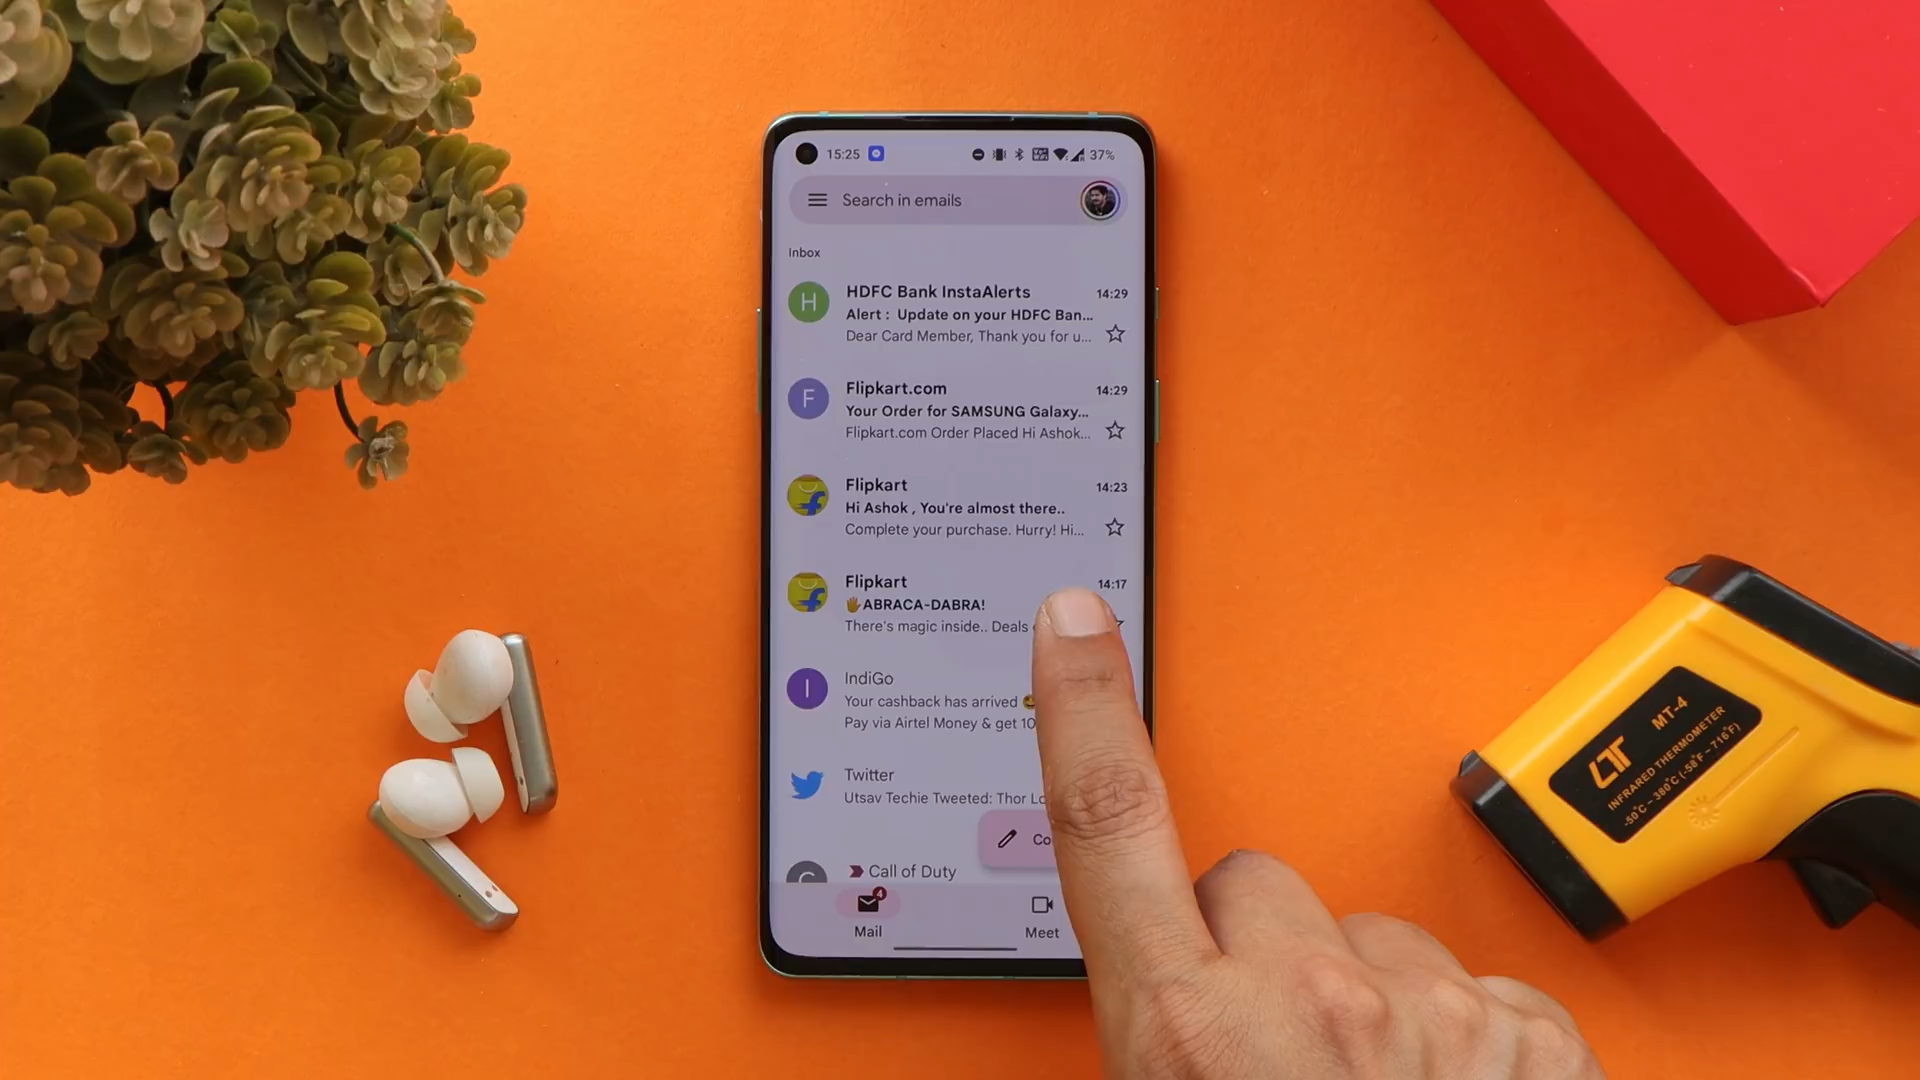 15:25 37%
Search in emails
Inbox
H HDFC Bank InstaAlerts 14:29
Alert : Update on your HDFC Ban...
Dear Card Member, Thank you for u...
F Flipkart.com 14:29
Your Order for SAMSUNG Galaxy...
Flipkart.com Order Placed Hi Ashok...
Flipkart 14:23
Hi Ashok , You're almost there..
Complete your purchase. Hurry! Hi...
Flipkart 14:17
🖐ABRACA-DABRA!
There's magic inside.. Deals
I IndiGo
Your cashback has arrived
Pay via Airtel Money & get 10
Twitter
Utsav Techie Tweeted: Thor Lo
Co
C Call of Duty
4
Mail
Meet
MT-4
INFRARED THERMOMETER
-50°C - 380°C (-58°F - 716°F)